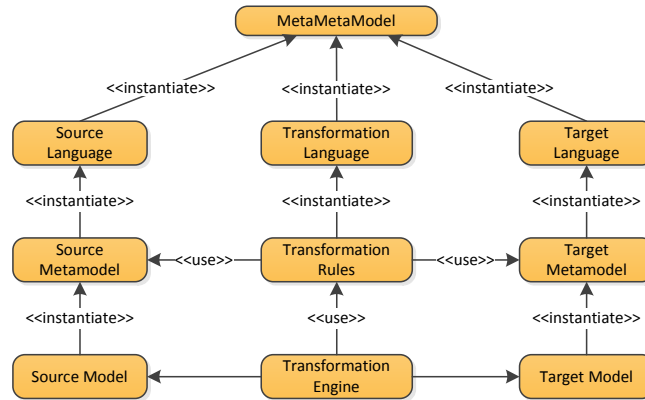 MetaMetaModel
<<instantiate>>
<<instantiate>>
<<instantiate>>
Source
Language
Transformation
Language
Target
Language
<<instantiate>>
<<instantiate>>
<<instantiate>>
Source
Metamodel
<<use>>
Transformation
Rules
<<use>>
Target
Metamodel
<<instantiate>>
<<use>>
<<instantiate>>
Source Model
Transformation
Engine
Target Model